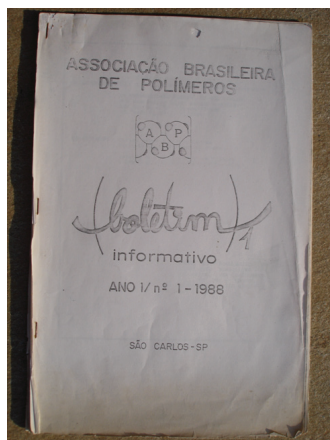 ASSOCIAÇÃO BRASILEIRA
DE POLÍMEROS
A B P
boletim 1
informativo
ANO 1/nº 1-1988
SÃO CARLOS-SP